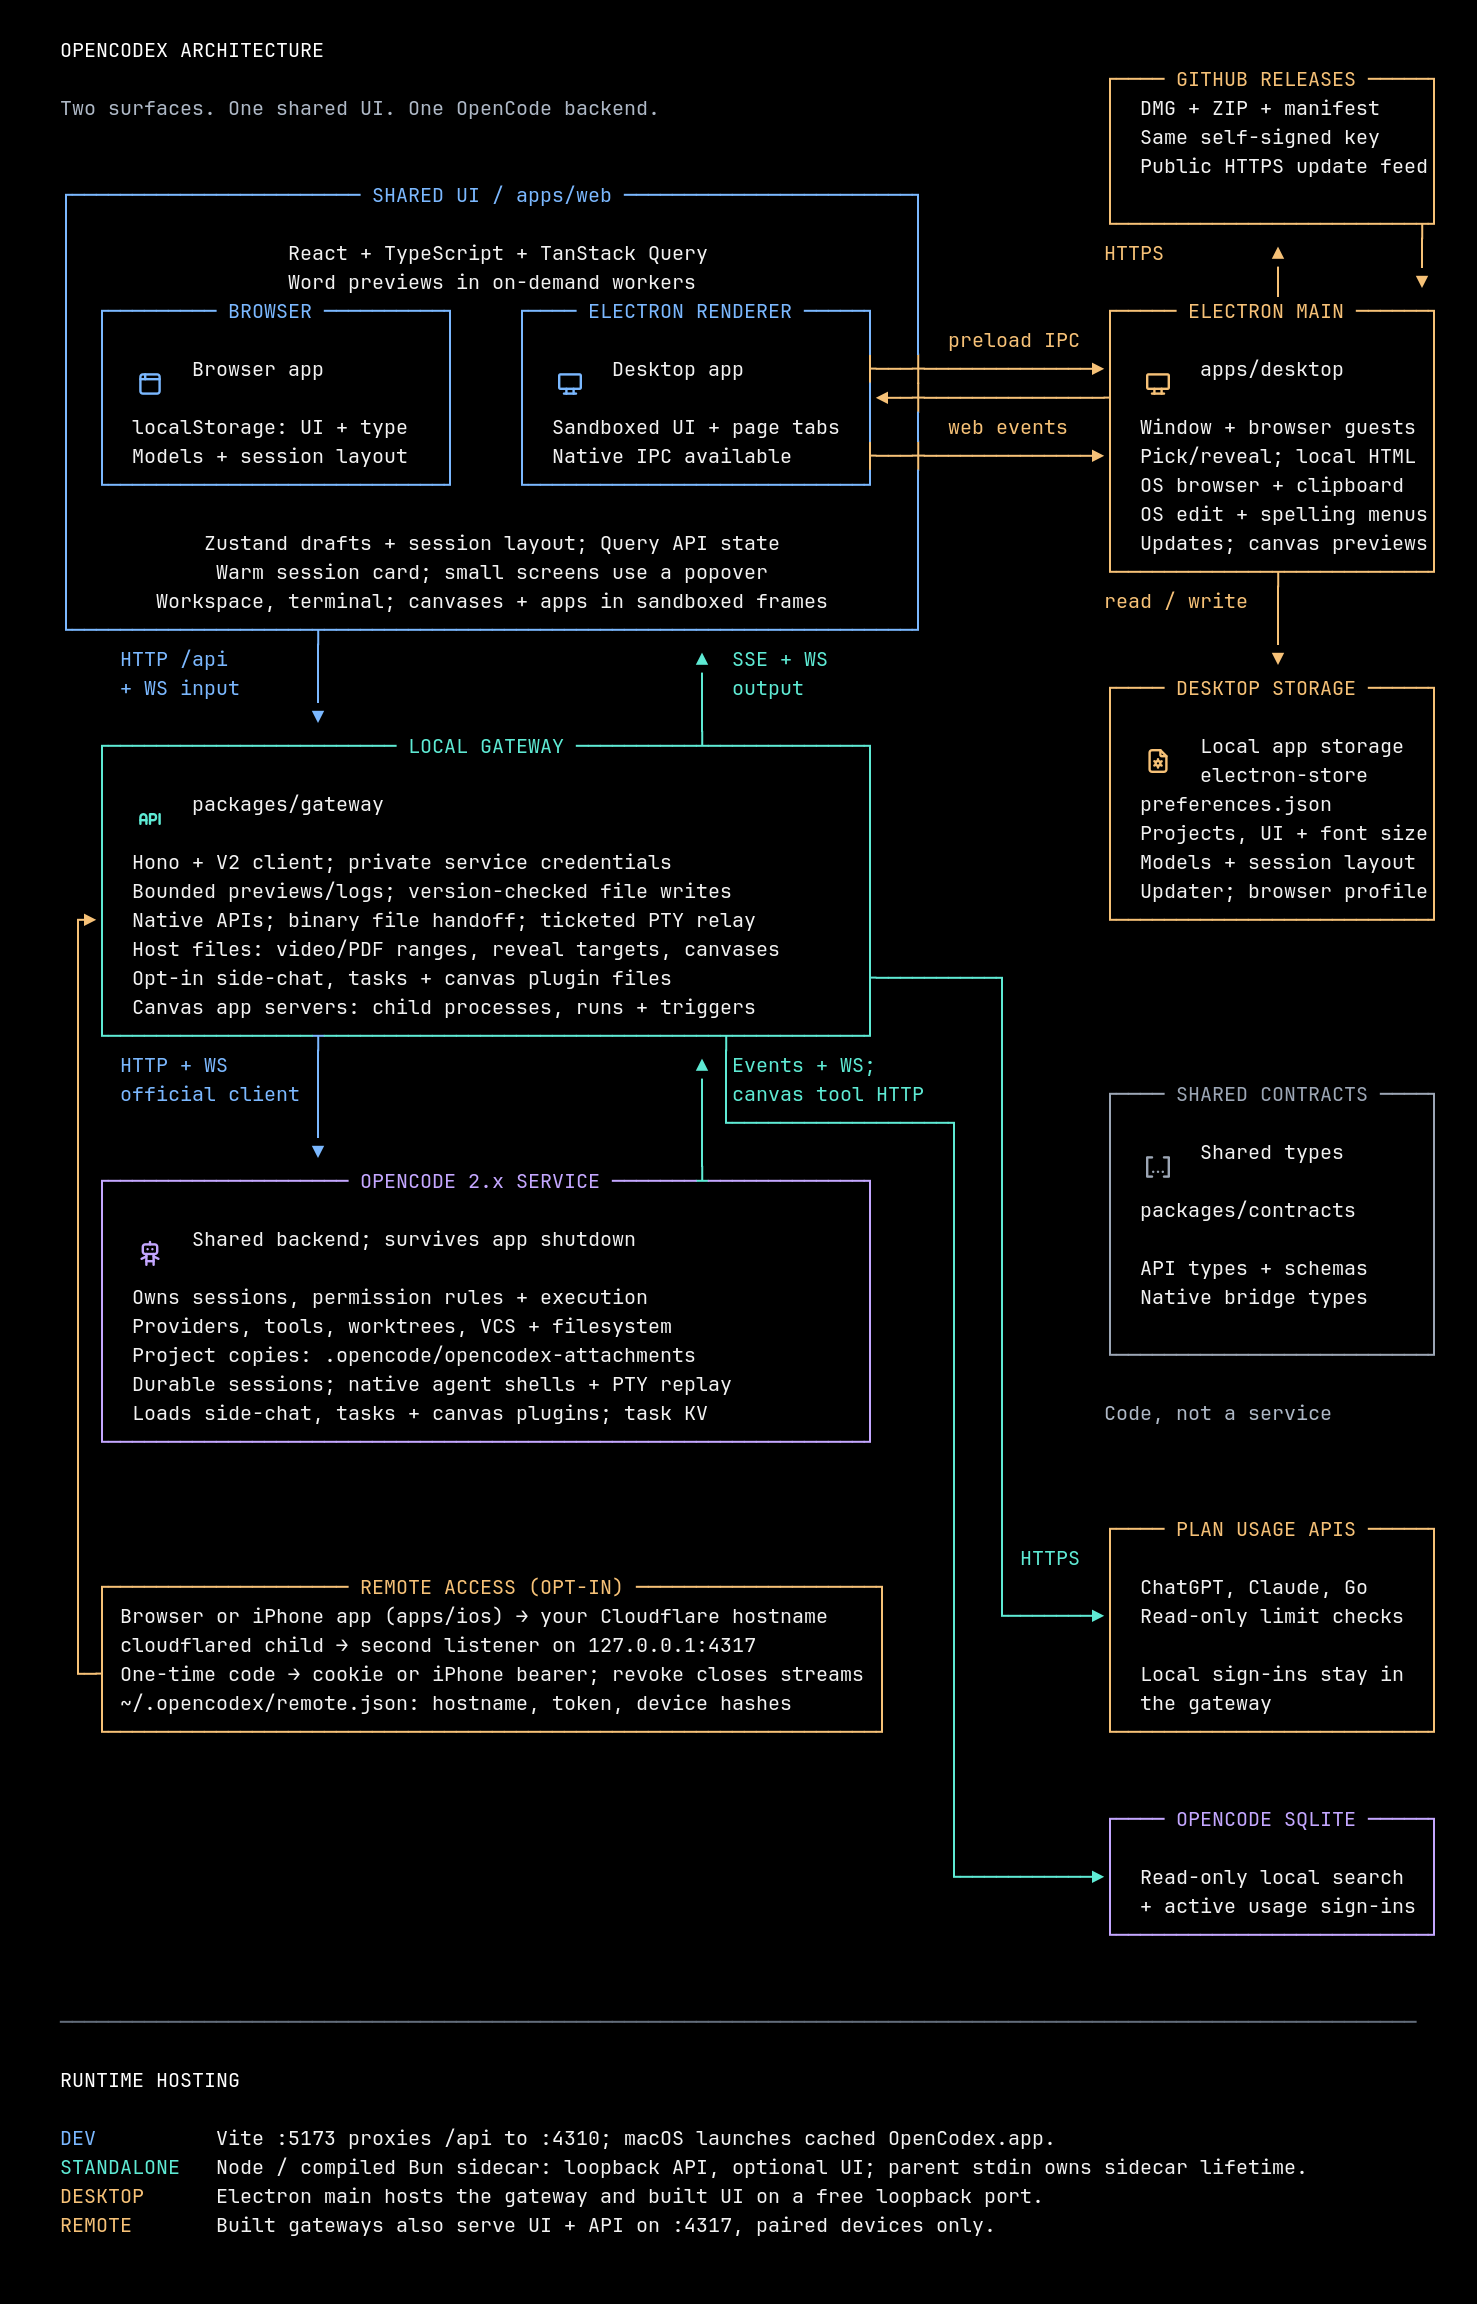 OPENCODEX ARCHITECTURE
Two surfaces. One shared UI. One OpenCode backend.
GITHUB RELEASES
DMG + ZIP + manifest
Same self-signed key
Public HTTPS update feed
HTTPS
SHARED UI / apps/web
React + TypeScript + TanStack Query
Word previews in on-demand workers
BROWSER
Browser app
localStorage: UI + type
Models + session layout
ELECTRON RENDERER
Desktop app
Sandboxed UI + page tabs
Native IPC available
Zustand drafts + session layout; Query API state
Warm session card; small screens use a popover
Workspace, terminal; canvases + apps in sandboxed frames
preload IPC
web events
ELECTRON MAIN
apps/desktop
Window + browser guests
Pick/reveal; local HTML
OS browser + clipboard
OS edit + spelling menus
Updates; canvas previews
read / write
HTTP /api
+ WS input
SSE + WS
output
DESKTOP STORAGE
Local app storage
electron-store
preferences.json
Projects, UI + font size
Models + session layout
Updater; browser profile
LOCAL GATEWAY
API
packages/gateway
Hono + V2 client; private service credentials
Bounded previews/logs; version-checked file writes
Native APIs; binary file handoff; ticketed PTY relay
Host files: video/PDF ranges, reveal targets, canvases
Opt-in side-chat, tasks + canvas plugin files
Canvas app servers: child processes, runs + triggers
HTTP + WS
official client
Events + WS;
canvas tool HTTP
SHARED CONTRACTS
Shared types
packages/contracts
API types + schemas
Native bridge types
Code, not a service
OPENCODE 2.x SERVICE
Shared backend; survives app shutdown
Owns sessions, permission rules + execution
Providers, tools, worktrees, VCS + filesystem
Project copies: .opencode/opencodex-attachments
Durable sessions; native agent shells + PTY replay
Loads side-chat, tasks + canvas plugins; task KV
HTTPS
PLAN USAGE APIS
ChatGPT, Claude, Go
Read-only limit checks
Local sign-ins stay in
the gateway
REMOTE ACCESS (OPT-IN)
Browser or iPhone app (apps/ios) → your Cloudflare hostname
cloudflared child → second listener on 127.0.0.1:4317
One-time code → cookie or iPhone bearer; revoke closes streams
~/.opencodex/remote.json: hostname, token, device hashes
OPENCODE SQLITE
Read-only local search
+ active usage sign-ins
RUNTIME HOSTING
DEV Vite :5173 proxies /api to :4310; macOS launches cached OpenCodex.app.
STANDALONE Node / compiled Bun sidecar: loopback API, optional UI; parent stdin owns sidecar lifetime.
DESKTOP Electron main hosts the gateway and built UI on a free loopback port.
REMOTE Built gateways also serve UI + API on :4317, paired devices only.